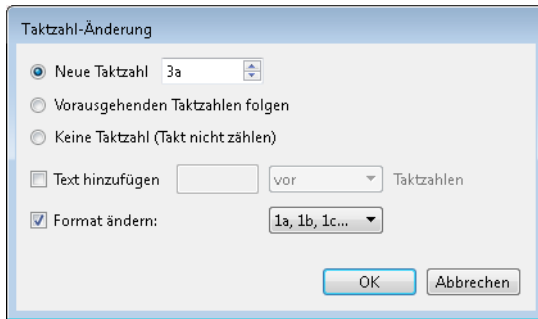 Taktzahl-Änderung
Neue Taktzahl 3a
Vorausgehenden Taktzahlen folgen
Keine Taktzahl (Takt nicht zählen)
Text hinzufügen vor Taktzahlen
Format ändern: 1a, 1b, 1c...
OK Abbrechen